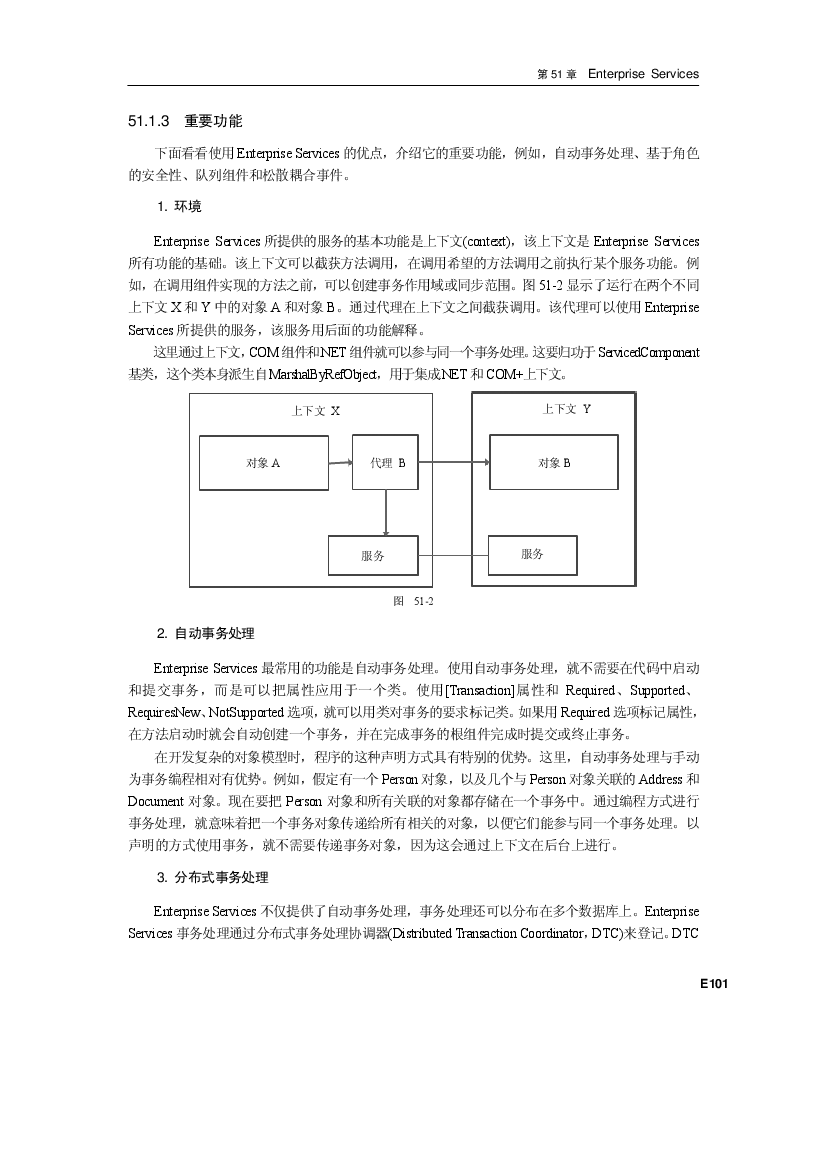 第 51 章 Enterprise Services
51.1.3 重要功能
下面看看使用 Enterprise Services 的优点，介绍它的重要功能，例如，自动事务处理、基于角色
的安全性、队列组件和松散耦合事件。
1. 环境
Enterprise Services 所提供的服务的基本功能是上下文(context)，该上下文是 Enterprise Services
所有功能的基础。该上下文可以截获方法调用，在调用希望的方法调用之前执行某个服务功能。例
如，在调用组件实现的方法之前，可以创建事务作用域或同步范围。图 51-2 显示了运行在两个不同
上下文 X 和 Y 中的对象 A 和对象 B。通过代理在上下文之间截获调用。该代理可以使用 Enterprise
Services 所提供的服务，该服务用后面的功能解释。
这里通过上下文，COM 组件和.NET 组件就可以参与同一个事务处理。这要归功于 ServicedComponent
基类，这个类本身派生自 MarshalByRefObject，用于集成.NET 和 COM+上下文。
上下文 X
上下文 Y
对象 A
代理 B
对象 B
服务
服务
图 51-2
2. 自动事务处理
Enterprise Services 最常用的功能是自动事务处理。使用自动事务处理，就不需要在代码中启动
和提交事务，而是可以把属性应用于一个类。使用[Transaction]属性和 Required、Supported、
RequiresNew、NotSupported 选项，就可以用类对事务的要求标记类。如果用 Required 选项标记属性，
在方法启动时就会自动创建一个事务，并在完成事务的根组件完成时提交或终止事务。
在开发复杂的对象模型时，程序的这种声明方式具有特别的优势。这里，自动事务处理与手动
为事务编程相对有优势。例如，假定有一个 Person 对象，以及几个与 Person 对象关联的 Address 和
Document 对象。现在要把 Person 对象和所有关联的对象都存储在一个事务中。通过编程方式进行
事务处理，就意味着把一个事务对象传递给所有相关的对象，以便它们能参与同一个事务处理。以
声明的方式使用事务，就不需要传递事务对象，因为这会通过上下文在后台上进行。
3. 分布式事务处理
Enterprise Services 不仅提供了自动事务处理，事务处理还可以分布在多个数据库上。Enterprise
Services 事务处理通过分布式事务处理协调器(Distributed Transaction Coordinator，DTC)来登记。DTC
E101